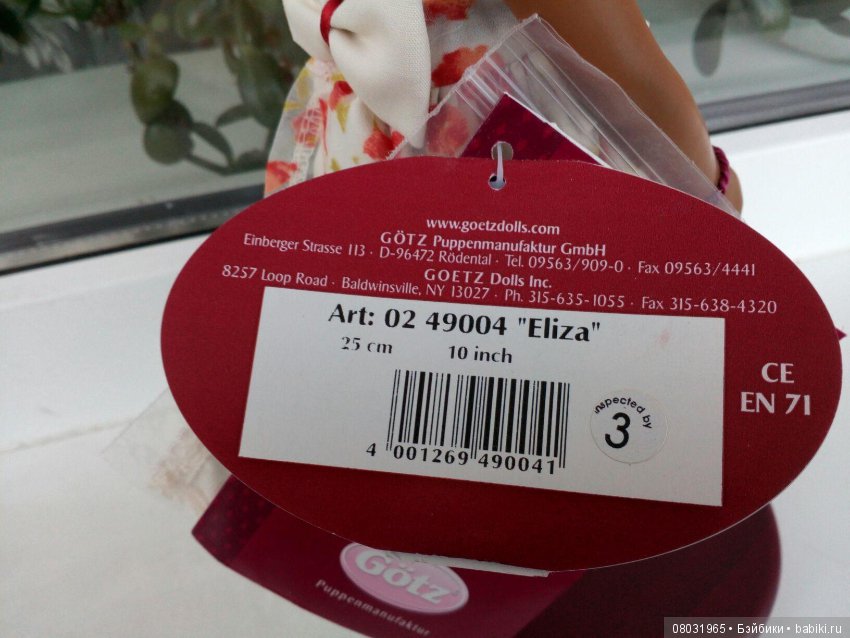 www.goetzdolls.com
GÖTZ Puppenmanufaktur GmbH
Einberger Strasse 113 · D-96472 Rödental · Tel. 09563/909-0 · Fax 09563/4441
GOETZ Dolls Inc.
8257 Loop Road · Baldwinsville, NY 13027 · Ph. 315-635-1055 · Fax 315-638-4320
Art: 02 49004 "Eliza"
25 cm 10 inch
4 001269 490041
inspected by
3
CE
EN 71
Götz
Puppenmanufaktur
08031965 • Бэйбики • babiki.ru